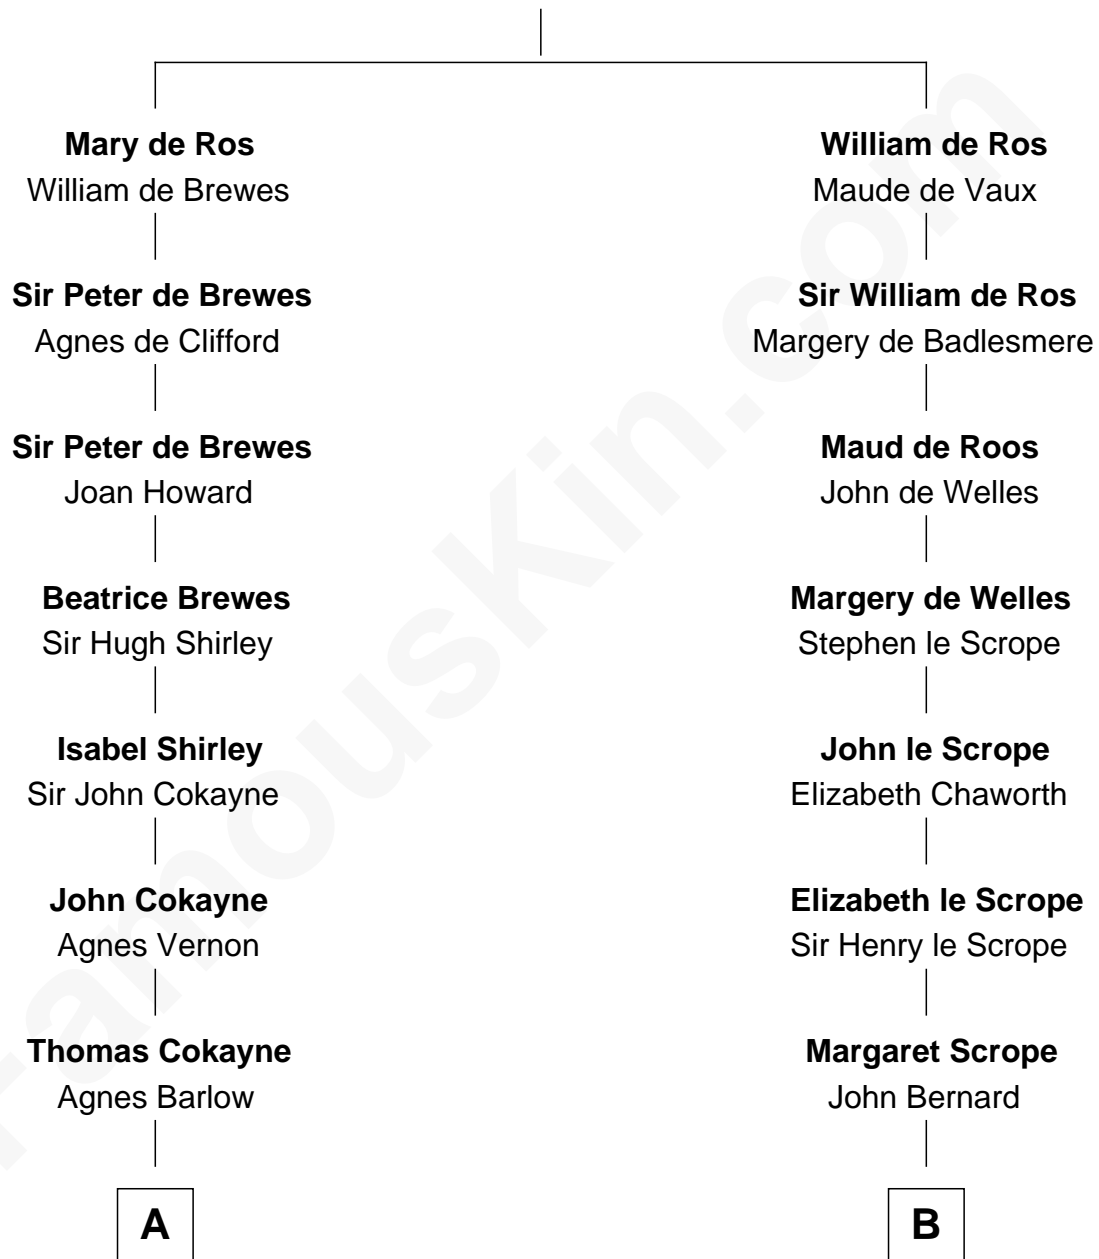 Mary de Ros
William de Brewes
Sir Peter de Brewes
Agnes de Clifford
Sir Peter de Brewes
Joan Howard
Beatrice Brewes
Sir Hugh Shirley
Isabel Shirley
Sir John Cokayne
John Cokayne
Agnes Vernon
Thomas Cokayne
Agnes Barlow
A
William de Ros
Maude de Vaux
Sir William de Ros
Margery de Badlesmere
Maud de Roos
John de Welles
Margery de Welles
Stephen le Scrope
John le Scrope
Elizabeth Chaworth
Elizabeth le Scrope
Sir Henry le Scrope
Margaret Scrope
John Bernard
B
FamousKin.com